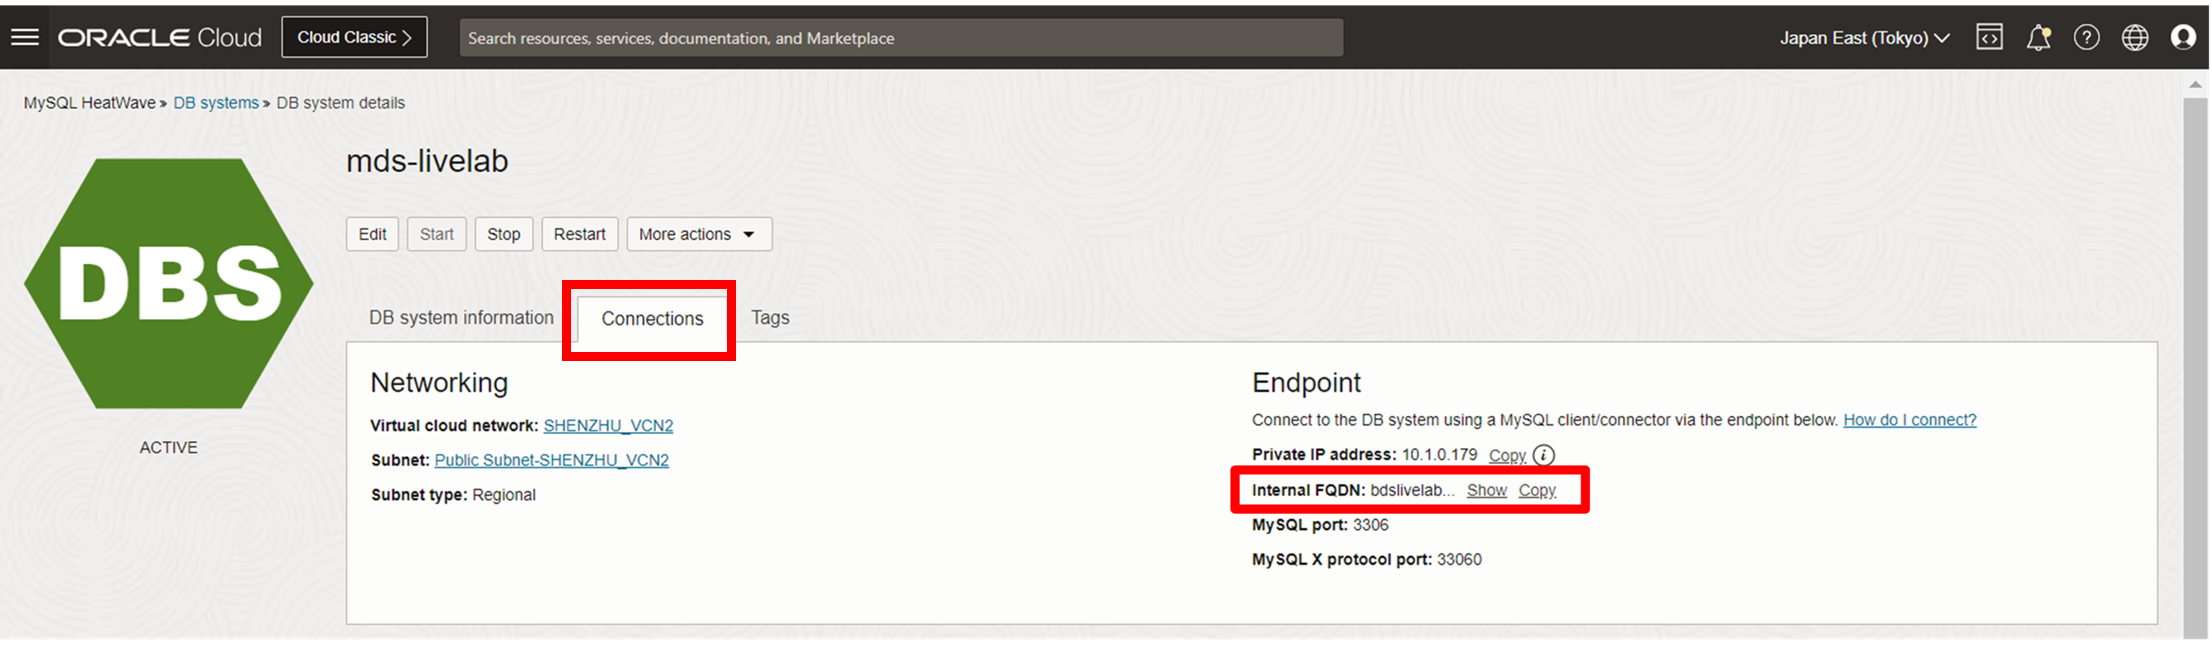 ORACLE Cloud Cloud Classic > Search resources, services, documentation, and Marketplace Japan East (Tokyo)
MySQL HeatWave » DB systems » DB system details
mds-livelab
Edit Start Stop Restart More actions
DBS
ACTIVE
DB system information Connections Tags
Networking
Virtual cloud network: SHENZHU_VCN2
Subnet: Public Subnet-SHENZHU_VCN2
Subnet type: Regional
Endpoint
Connect to the DB system using a MySQL client/connector via the endpoint below. How do I connect?
Private IP address: 10.1.0.179 Copy
Internal FQDN: bdslivelab... Show Copy
MySQL port: 3306
MySQL X protocol port: 33060